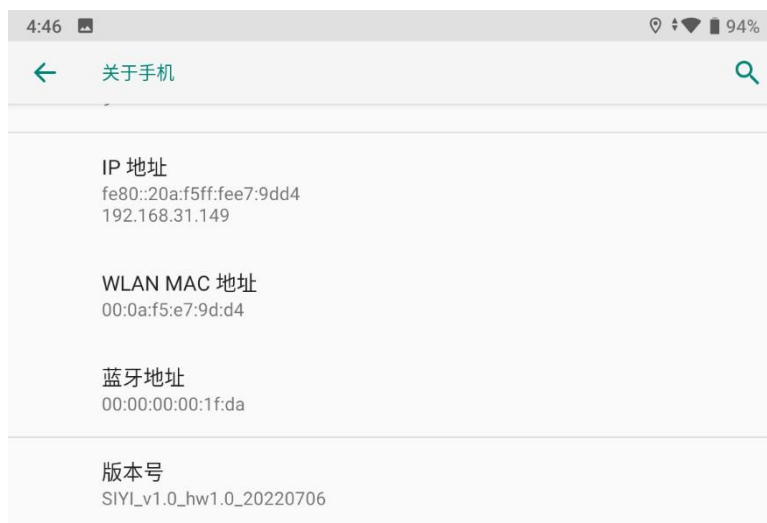 4:46
94%
关于手机
IP 地址
fe80::20a:f5ff:fee7:9dd4
192.168.31.149
WLAN MAC 地址
00:0a:f5:e7:9d:d4
蓝牙地址
00:00:00:00:1f:da
版本号
SIYI_v1.0_hw1.0_20220706